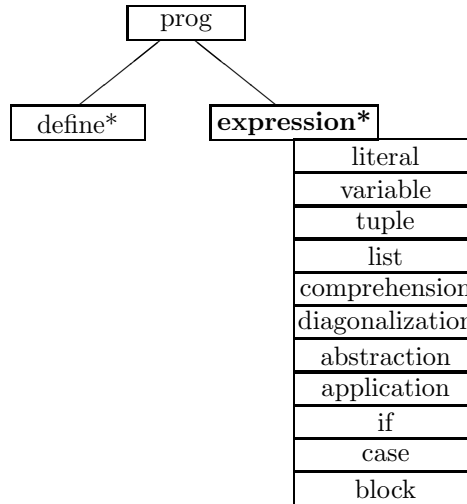 prog
define* expression*
literal
variable
tuple
list
comprehension
diagonalization
abstraction
application
if
case
block